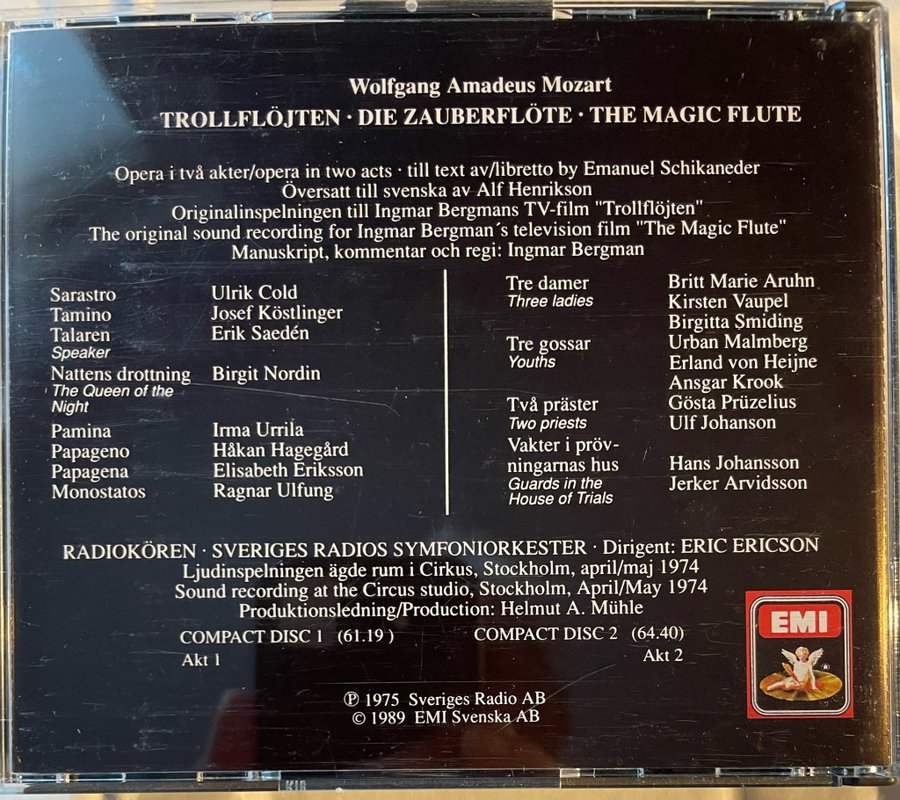 Wolfgang Amadeus Mozart
TROLLFLÖJTEN · DIE ZAUBERFLÖTE · THE MAGIC FLUTE
Opera i två akter/opera in two acts · till text av/libretto by Emanuel Schikaneder
Översatt till svenska av Alf Henrikson
Originalinspelningen till Ingmar Bergmans TV-film "Trollflöjten"
The original sound recording for Ingmar Bergman´s television film "The Magic Flute"
Manuskript, kommentar och regi: Ingmar Bergman
Sarastro Ulrik Cold
Tamino Josef Köstlinger
Talaren Erik Saedén
Speaker
Nattens drottning Birgit Nordin
The Queen of the
Night
Pamina Irma Urrila
Papageno Håkan Hagegård
Papagena Elisabeth Eriksson
Monostatos Ragnar Ulfung
Tre damer Britt Marie Aruhn
Three ladies Kirsten Vaupel
Birgitta Smiding
Tre gossar Urban Malmberg
Youths Erland von Heijne
Ansgar Krook
Två präster Gösta Prüzelius
Two priests Ulf Johanson
Vakter i pröv-
ningarnas hus Hans Johansson
Guards in the Jerker Arvidsson
House of Trials
RADIOKÖREN · SVERIGES RADIOS SYMFONIORKESTER · Dirigent: ERIC ERICSON
Ljudinspelningen ägde rum i Cirkus, Stockholm, april/maj 1974
Sound recording at the Circus studio, Stockholm, April/May 1974
Produktionsledning/Production: Helmut A. Mühle
COMPACT DISC 1 (61.19 ) COMPACT DISC 2 (64.40)
Akt 1 Akt 2
℗ 1975 Sveriges Radio AB
© 1989 EMI Svenska AB
EMI
®